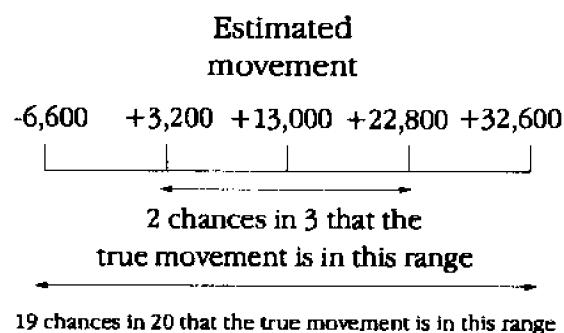 Estimated
movement
-6,600 +3,200 +13,000 +22,800 +32,600
2 chances in 3 that the
true movement is in this range
19 chances in 20 that the true movement is in this range